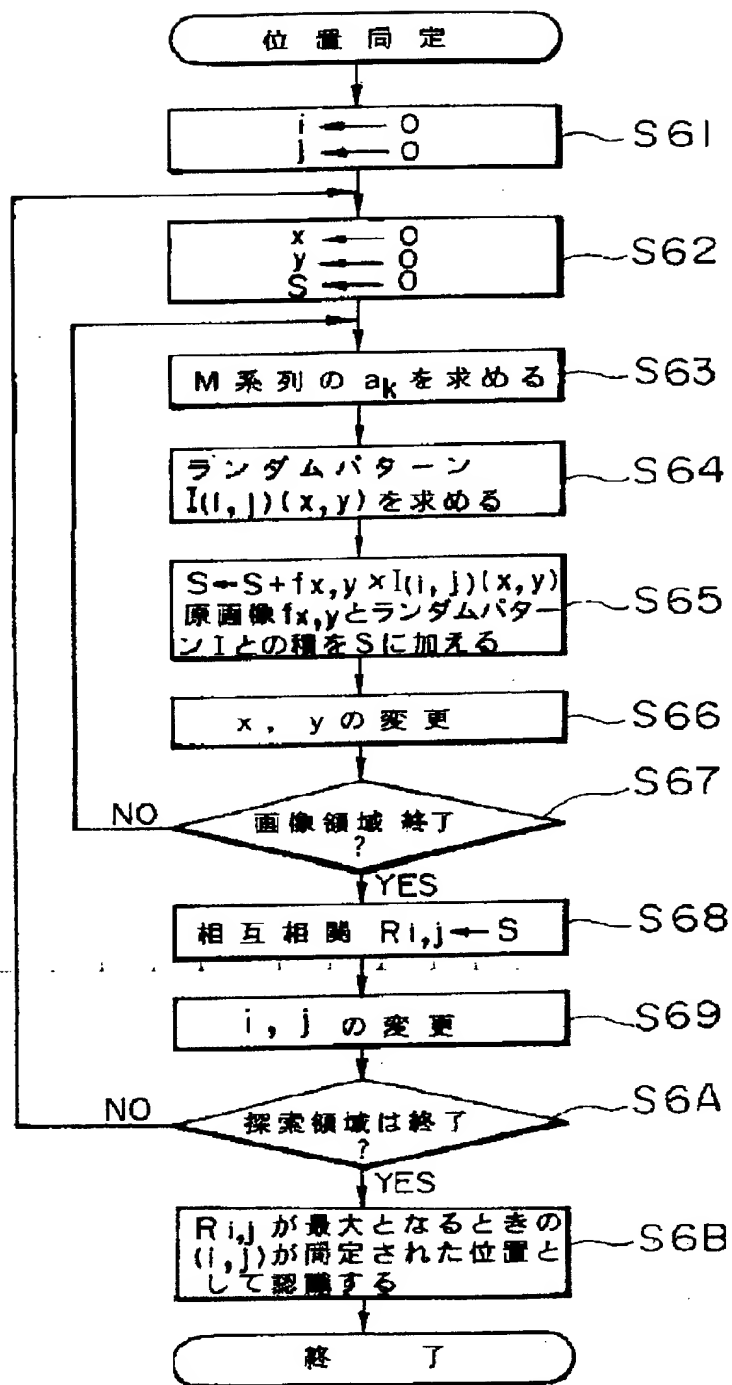 位置同定
i ← 0
j ← 0
S61
x ← 0
y ← 0
S ← 0
S62
M系列の ak を求める
S63
ランダムパターン
I(i,j)(x,y)を求める
S64
S←S+fx,y×I(i,j)(x,y)
原画像fx,yとランダムパター
ンIとの積をSに加える
S65
x, yの変更
S66
画像領域 終了
?
S67
NO
YES
相互相関 Ri,j←S
S68
i, j の変更
S69
探索領域は終了
?
S6A
NO
YES
Ri,jが最大となるときの
(i,j)が同定された位置と
して認識する
S6B
終了